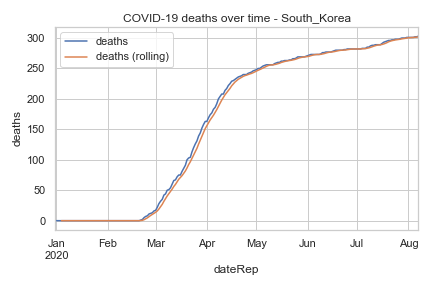 COVID-19 deaths over time - South_Korea
deaths
deaths (rolling)
300
250
200
150
100
50
0
deaths
Jan
2020
Feb
Mar
Apr
May
Jun
Jul
Aug
dateRep